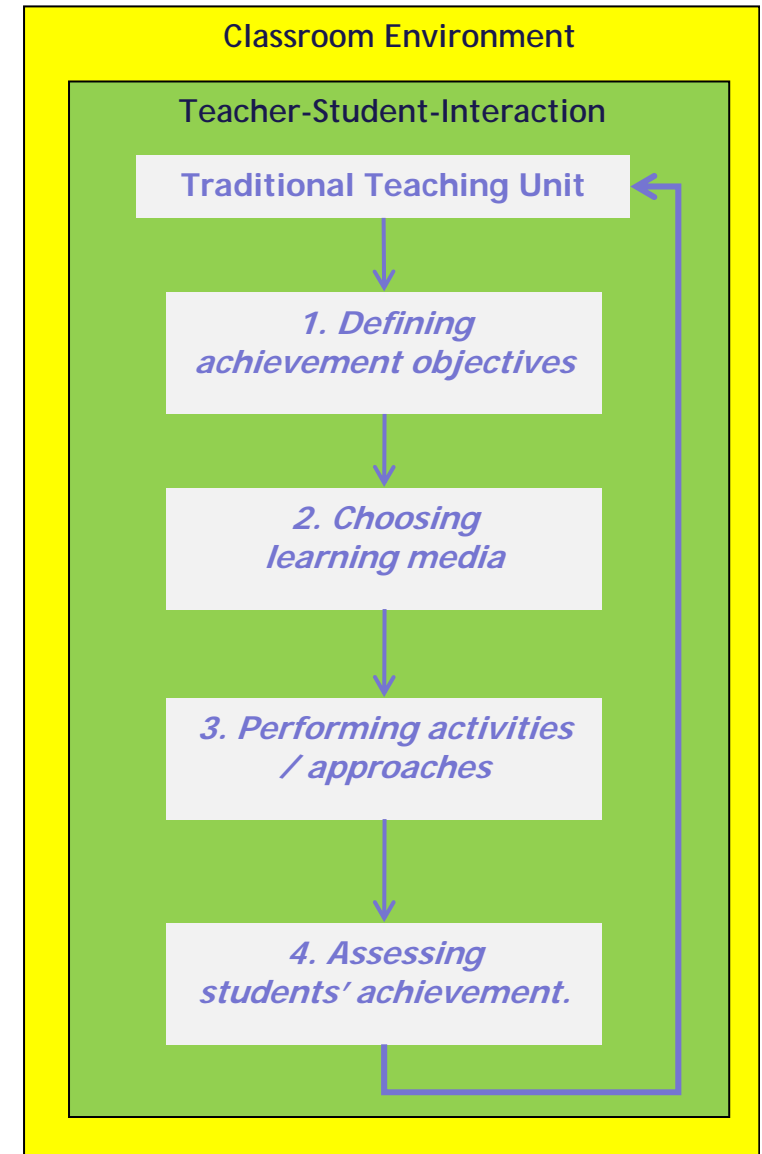 Classroom Environment
Teacher-Student-Interaction
Traditional Teaching Unit
1. Defining
achievement objectives
2. Choosing
learning media
3. Performing activities
/ approaches
4. Assessing
students’ achievement.